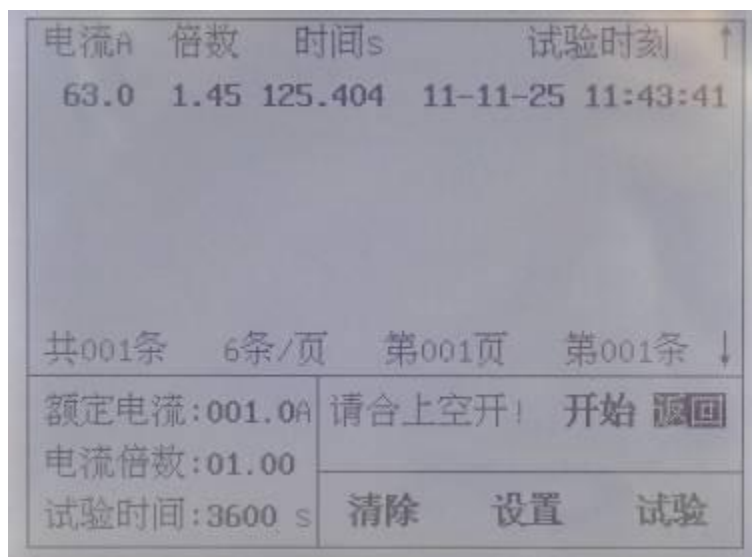 电流A 倍数 时间s 试验时刻 ↑
63.0 1.45 125.404 11-11-25 11:43:41
共001条 6条/页 第001页 第001条 ↓
额定电流:001.0A
电流倍数:01.00
试验时间:3600 s
请合上空开! 开始 返回
清除 设置 试验